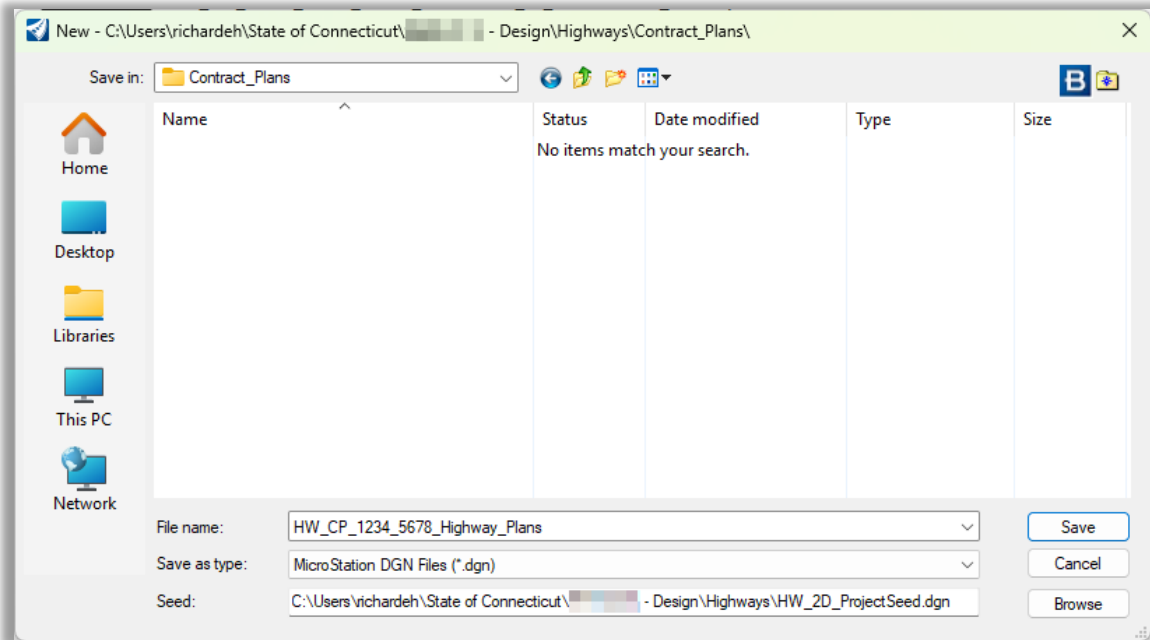 New - C:\Users\richardeh\State of Connecticut\ - Design\Highways\Contract_Plans\
Save in: Contract_Plans
Name Status Date modified Type Size
No items match your search.
Home
Desktop
Libraries
This PC
Network
File name: HW_CP_1234_5678_Highway_Plans Save
Save as type: MicroStation DGN Files (*.dgn) Cancel
Seed: C:\Users\richardeh\State of Connecticut\ - Design\Highways\HW_2D_ProjectSeed.dgn Browse